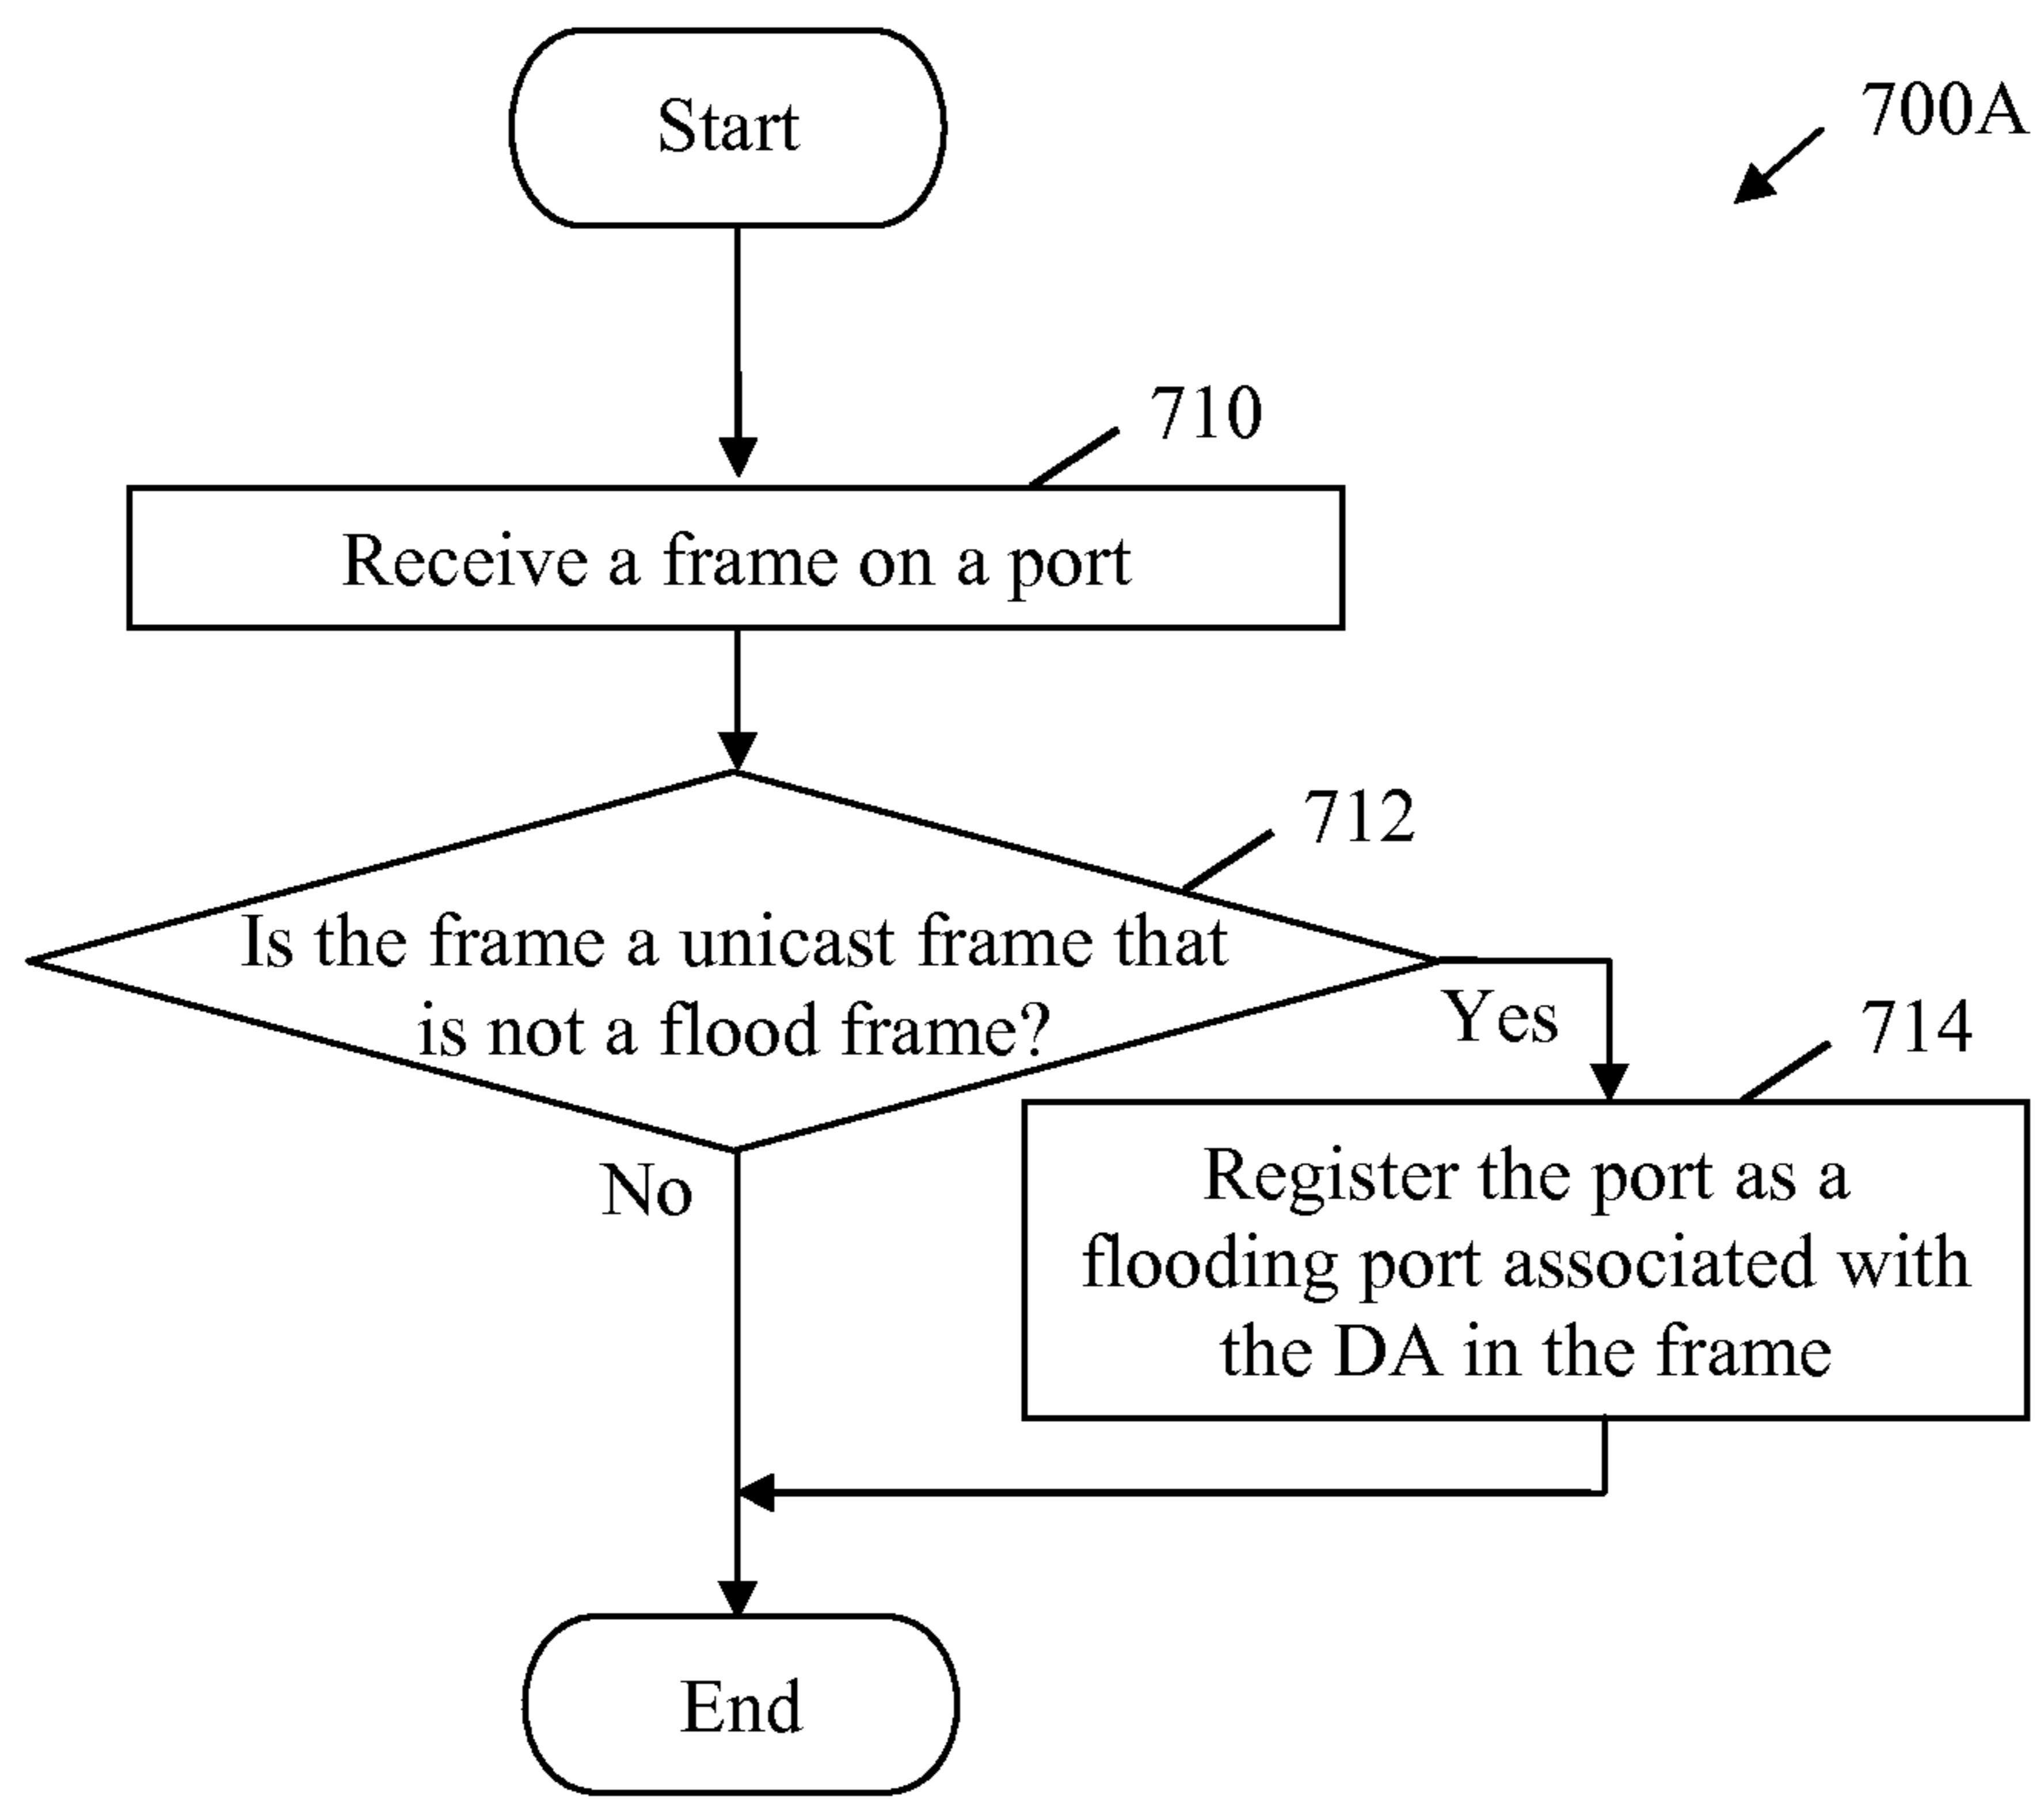 Start
700A
710
Receive a frame on a port
712
Is the frame a unicast frame that
is not a flood frame?
Yes
714
No
Register the port as a
flooding port associated with
the DA in the frame
End